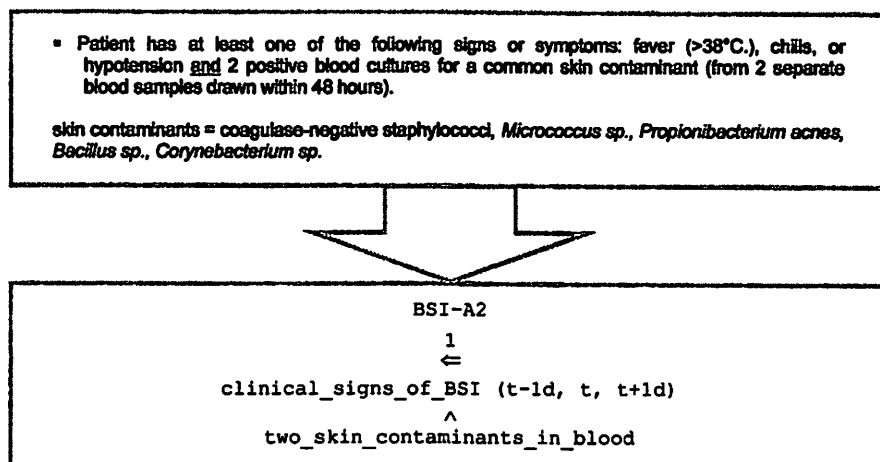 ▪ Patient has at least one of the following signs or symptoms: fever (>38°C.), chills, or
hypotension and 2 positive blood cultures for a common skin contaminant (from 2 separate
blood samples drawn within 48 hours).
skin contaminants = coagulase-negative staphylococci, Micrococcus sp., Propionibacterium acnes,
Bacillus sp., Corynebacterium sp.
BSI-A2
1
⇐
clinical_signs_of_BSI (t-1d, t, t+1d)
∧
two_skin_contaminants_in_blood